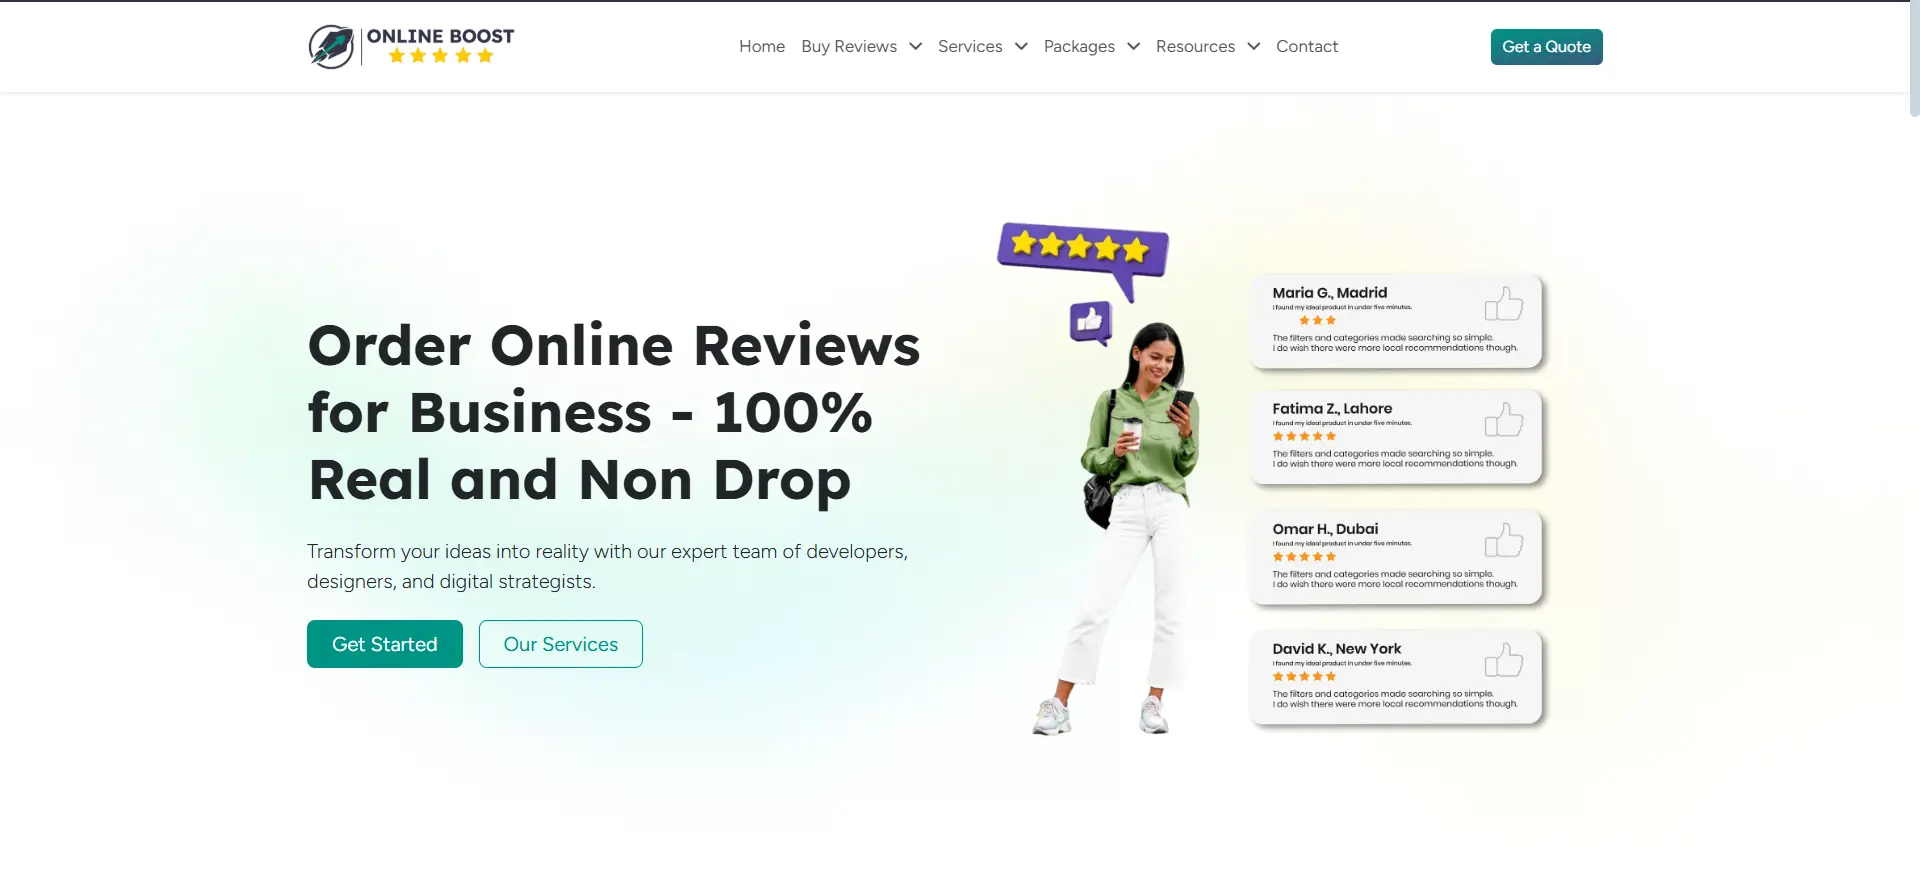 ONLINE BOOST
Home
Buy Reviews
Services
Packages
Resources
Contact
Get a Quote
Order Online Reviews
for Business - 100%
Real and Non Drop
Transform your ideas into reality with our expert team of developers,
designers, and digital strategists.
Get Started
Our Services
Maria G., Madrid
I found my ideal product in under five minutes.
The filters and categories made searching so simple.
I do wish there were more local recommendations though.
Fatima Z., Lahore
I found my ideal product in under five minutes.
The filters and categories made searching so simple.
I do wish there were more local recommendations though.
Omar H., Dubai
I found my ideal product in under five minutes.
The filters and categories made searching so simple.
I do wish there were more local recommendations though.
David K., New York
I found my ideal product in under five minutes.
The filters and categories made searching so simple.
I do wish there were more local recommendations though.